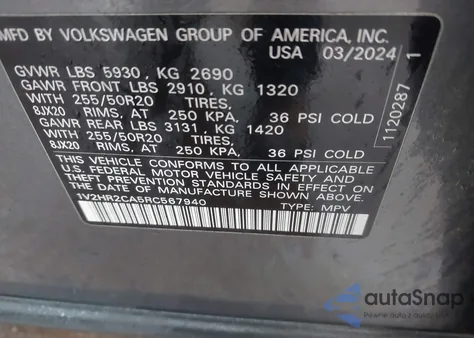 MFD BY VOLKSWAGEN GROUP OF AMERICA, INC.
USA 03/2024
GVWR LBS 5930 , KG 2690
GAWR FRONT LBS 2910 , KG 1320
WITH 255/50R20 TIRES,
8JX20 RIMS, AT 250 KPA, 36 PSI COLD
GAWR REAR LBS 3131 , KG 1420
WITH 255/50R20 TIRES,
8JX20 RIMS, AT 250 KPA, 36 PSI COLD
THIS VEHICLE CONFORMS TO ALL APPLICABLE
U.S. FEDERAL MOTOR VEHICLE SAFETY AND
THEFT PREVENTION STANDARDS IN EFFECT ON
THE DATE OF MANUFACTURE SHOWN ABOVE.
1V2HR2CA5RC567940
TYPE: MPV
1120287 1
autoSnap